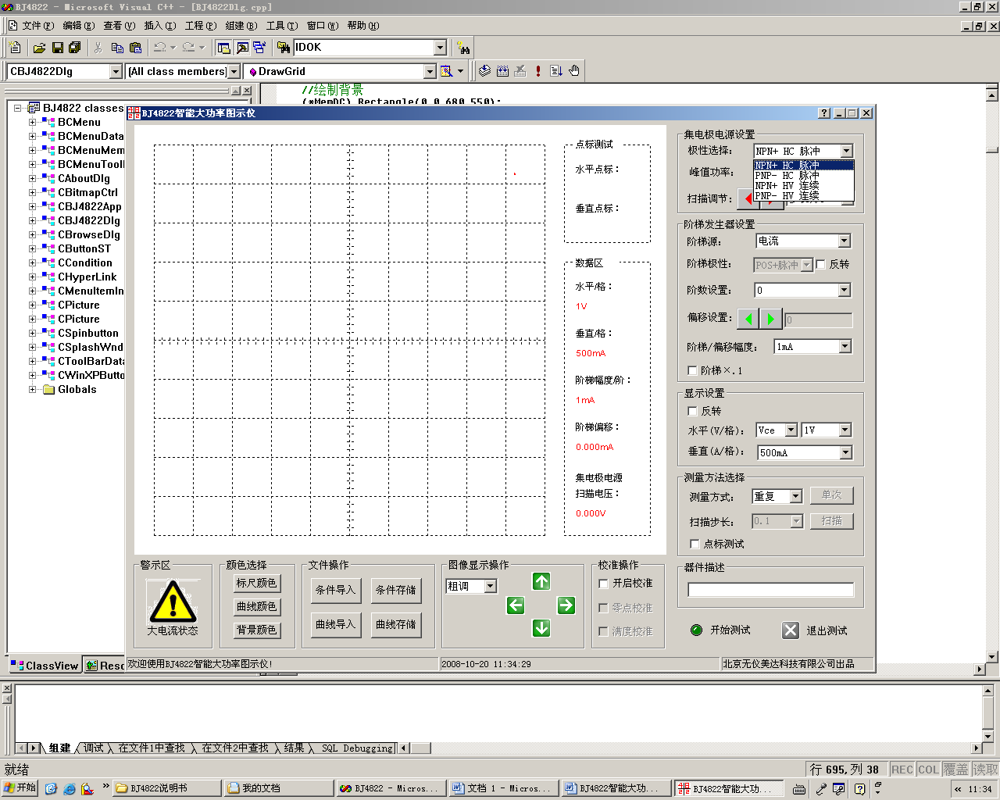 BJ4822 - Microsoft Visual C++ - [BJ4822Dlg.cpp]
文件(F) 编辑(E) 查看(V) 插入(I) 工程(P) 组建(B) 工具(T) 窗口(W) 帮助(H)
IDOK
CBJ4822Dlg [All class members] DrawGrid
//绘制背景
(*MemDC).Rectangle(0,0,680,550);
BJ4822 classes
BCMenu
BCMenuData
BCMenuMem
BCMenuTool
CAboutDlg
CBitmapCtrl
CBJ4822App
CBJ4822Dlg
CBrowseDlg
CButtonST
CCondition
CHyperLink
CMenuItemIn
CPicture
CPicture
CSpinbutton
CSplashWnd
CToolBarData
CWinXPButto
Globals
ClassView Reso
BJ4822智能大功率图示仪
点标测试
水平点标：
垂直点标：
数据区
水平/格：
1V
垂直/格：
500mA
阶梯幅度/阶：
1mA
阶梯偏移：
0.000mA
集电极电源
扫描电压：
0.000V
集电极电源设置
极性选择： NPN+ HC 脉冲
NPN+ HC 脉冲
PNP- HC 脉冲
NPN+ HV 连续
PNP- HV 连续
峰值功率：
扫描调节：
阶梯发生器设置
阶梯源： 电流
阶梯极性： POS+脉冲 反转
阶数设置： 0
偏移设置： 0
阶梯/偏移幅度： 1mA
阶梯×.1
显示设置
反转
水平(V/格)： Vce 1V
垂直(A/格)： 500mA
测量方法选择
测量方式： 重复 单次
扫描步长： 0.1 扫描
点标测试
器件描述
开始测试 退出测试
警示区
大电流状态
颜色选择
标尺颜色
曲线颜色
背景颜色
文件操作
条件导入 条件存储
曲线导入 曲线存储
图像显示操作
粗调
校准操作
开启校准
零点校准
满度校准
欢迎使用BJ4822智能大功率图示仪! 2008-10-20 11:34:29 北京无仪美达科技有限公司出品
组建 调试 在文件1中查找 在文件2中查找 结果 SQL Debugging
就绪 行 695, 列 38 REC COL 覆盖 读取
开始 » BJ4822说明书 我的文档 BJ4822 - Micros... 文档 1 - Micros... BJ4822智能大功... BJ4822智能大功... « 11:34